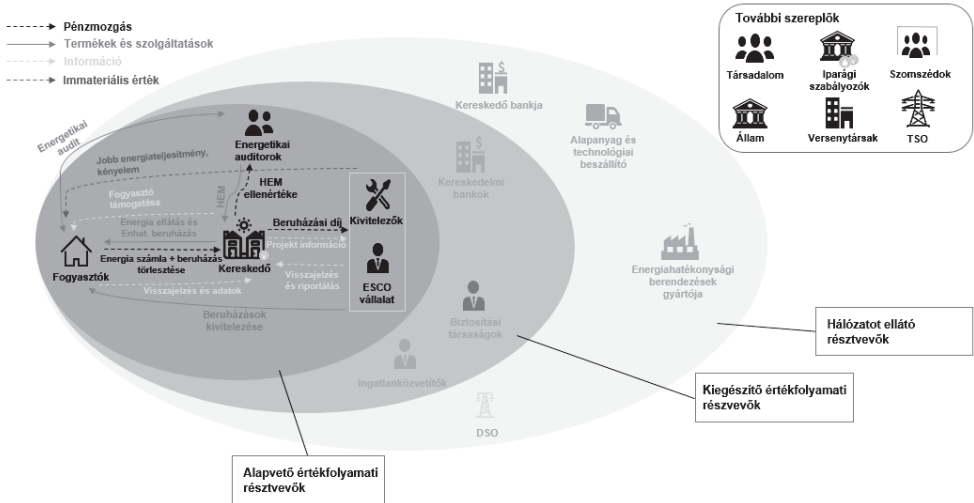 Pénzmozgás
Termékek és szolgáltatások
Információ
Immateriális érték
További szereplők
Társadalom
Iparági
szabályozók
Szomszédok
Állam
Versenytársak
TSO
Kereskedő bankja
Alapanyag és
technológiai
beszállító
Energetikai
audit
Energetikai
auditorok
Jobb energiateljesítmény,
kényelem
Kereskedelmi
bankok
HEM
HEM
ellenértéke
Fogyasztó
támogatása
Energia ellátás és
Enhat. beruházás
Beruházási díj
Kivitelezők
Projekt információ
Fogyasztók
Energia számla + beruházás
törlesztése
Kereskedő
Visszajelzés és adatok
Visszajelzés
és riportálás
ESCO
vállalat
Beruházások
kivitelezése
Energiahatékonysági
berendezések
gyártója
Biztosítási
társaságok
Ingatlanközvetítők
DSO
Hálózatot ellátó
résztvevők
Kiegészítő értékfolyamati
részvevők
Alapvető értékfolyamati
résztvevők